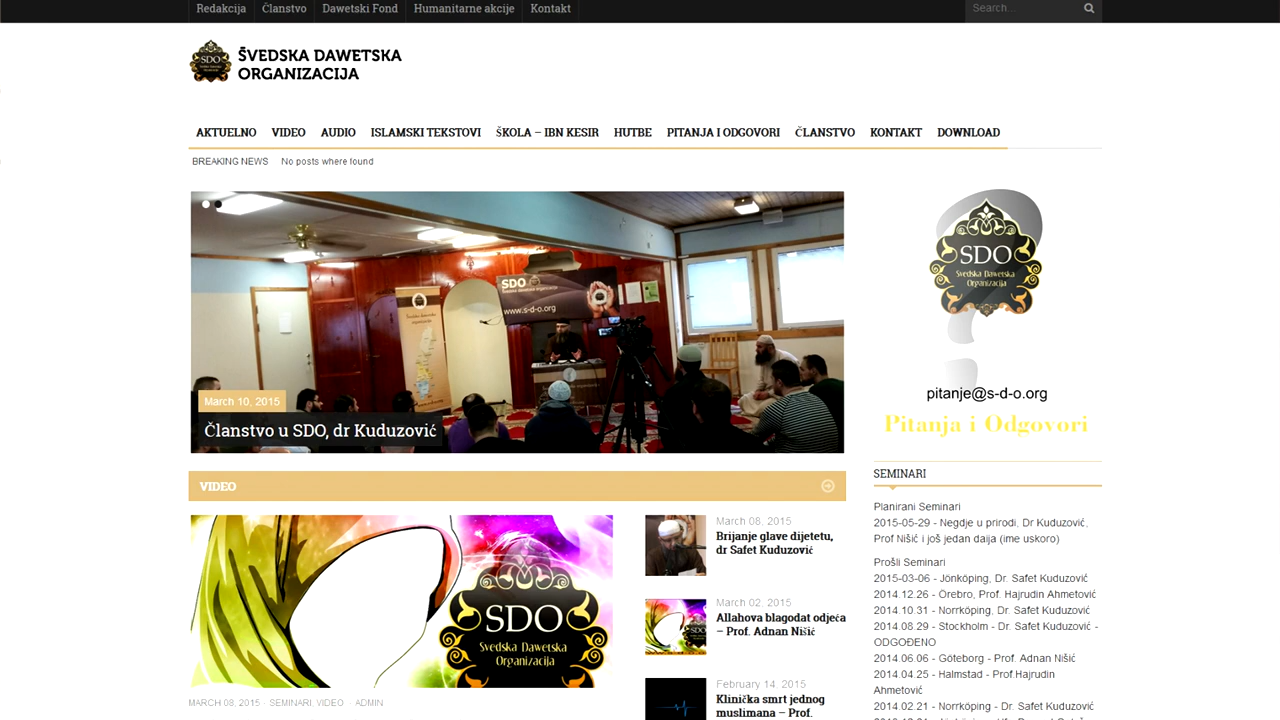 Redakcija
Članstvo
Dawetski Fond
Humanitarne akcije
Kontakt
Search...
SDO
ŠVEDSKA DAWETSKA
ORGANIZACIJA
AKTUELNO
VIDEO
AUDIO
ISLAMSKI TEKSTOVI
ŠKOLA – IBN KESIR
HUTBE
PITANJA I ODGOVORI
ČLANSTVO
KONTAKT
DOWNLOAD
BREAKING NEWS
No posts where found
SDO
www.s-d-o.org
March 10, 2015
Članstvo u SDO, dr Kuduzović
SDO
Švedska Dawetska
Organizacija
pitanje@s-d-o.org
Pitanja i Odgovori
VIDEO
SDO
Švedska Dawetska
Organizacija
MARCH 08, 2015 · SEMINARI, VIDEO · ADMIN
March 08, 2015
Brijanje glave dijetetu,
dr Safet Kuduzović
March 02, 2015
Allahova blagodat odjeća
– Prof. Adnan Nišić
February 14, 2015
Klinička smrt jednog
muslimana – Prof.
SEMINARI
Planirani Seminari
2015-05-29 - Negdje u prirodi, Dr Kuduzović,
Prof Nišič i još jedan daija (ime uskoro)
Prošli Seminari
2015-03-06 - Jönköping, Dr. Safet Kuduzović
2014.12.26 - Örebro, Prof. Hajrudin Ahmetović
2014.10.31 - Norrköping, Dr. Safet Kuduzović
2014.08.29 - Stockholm - Dr. Safet Kuduzović -
ODGOĐENO
2014.06.06 - Göteborg - Prof. Adnan Nišić
2014.04.25 - Halmstad - Prof Hajrudin
Ahmetović
2014.02.21 - Norrköping - Dr. Safet Kuduzović